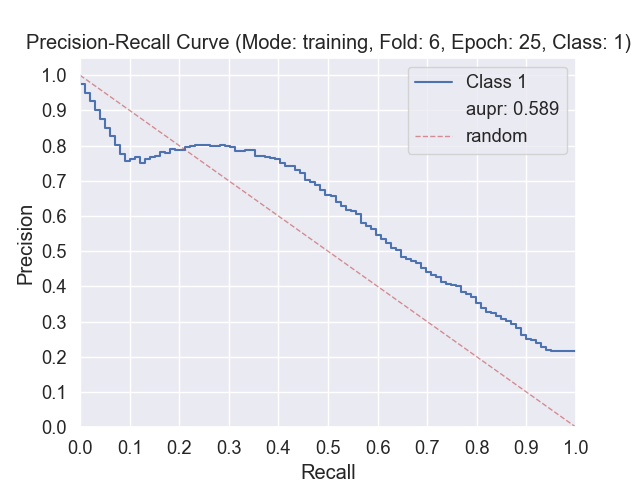 Precision-Recall Curve (Mode: training, Fold: 6, Epoch: 25, Class: 1)
1.0
0.9
0.8
0.7
0.6
0.5
0.4
0.3
0.2
0.1
0.0
Precision
Class 1
aupr: 0.589
random
0.0 0.1 0.2 0.3 0.4 0.5 0.6 0.7 0.8 0.9 1.0
Recall